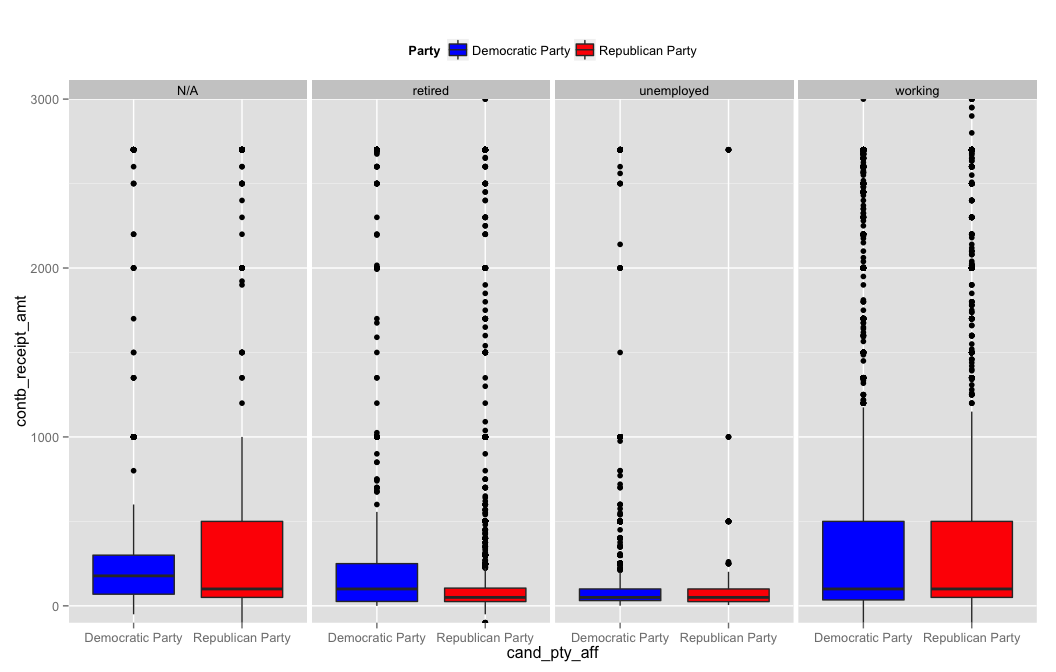 Party Democratic Party Republican Party
N/A retired unemployed working
3000
2000
1000
0
contb_receipt_amt
Democratic Party Republican Party Democratic Party Republican Party Democratic Party Republican Party Democratic Party Republican Party
cand_pty_aff